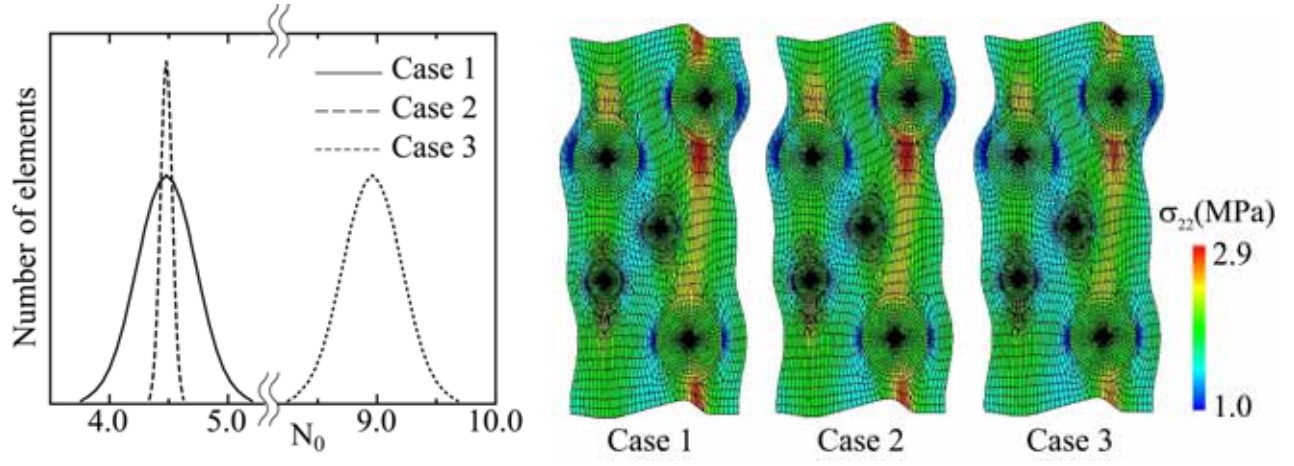 Number of elements
Case 1
Case 2
Case 3
4.0 5.0 9.0 10.0
N₀
σ₂₂(MPa)
2.9
1.0
Case 1 Case 2 Case 3